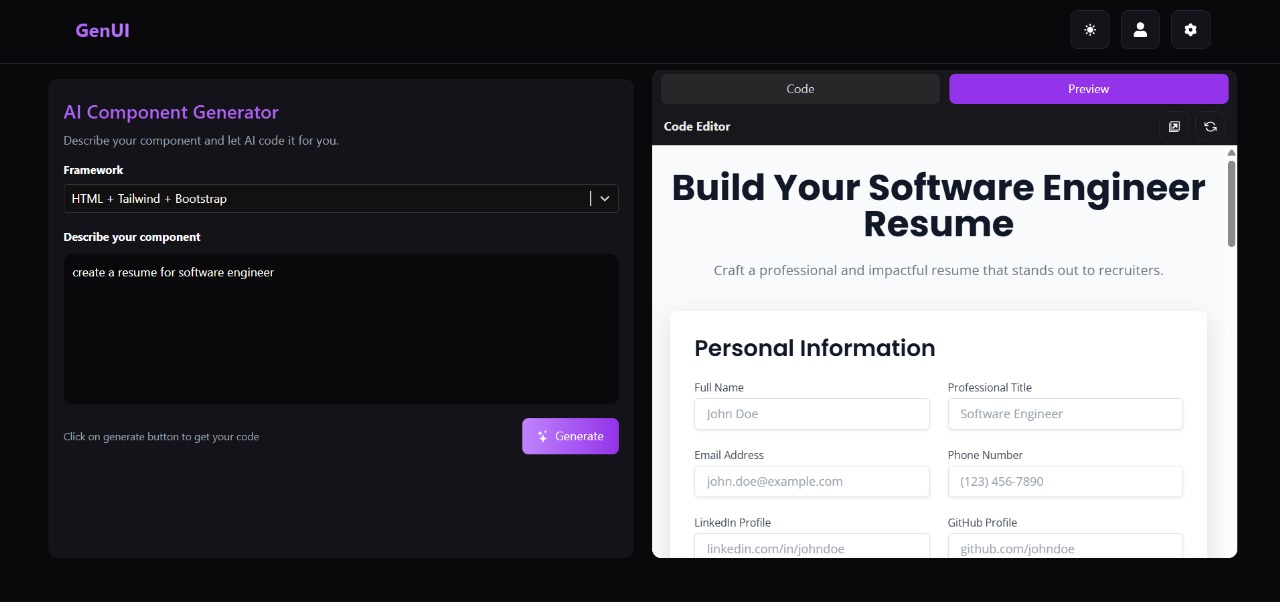 GenUI
AI Component Generator
Describe your component and let AI code it for you.
Framework
HTML + Tailwind + Bootstrap
Describe your component
create a resume for software engineer
Click on generate button to get your code
Generate
Code
Preview
Code Editor
Build Your Software Engineer
Resume
Craft a professional and impactful resume that stands out to recruiters.
Personal Information
Full Name
Professional Title
John Doe
Software Engineer
Email Address
Phone Number
john.doe@example.com
(123) 456-7890
LinkedIn Profile
GitHub Profile
linkedin.com/in/johndoe
github.com/johndoe